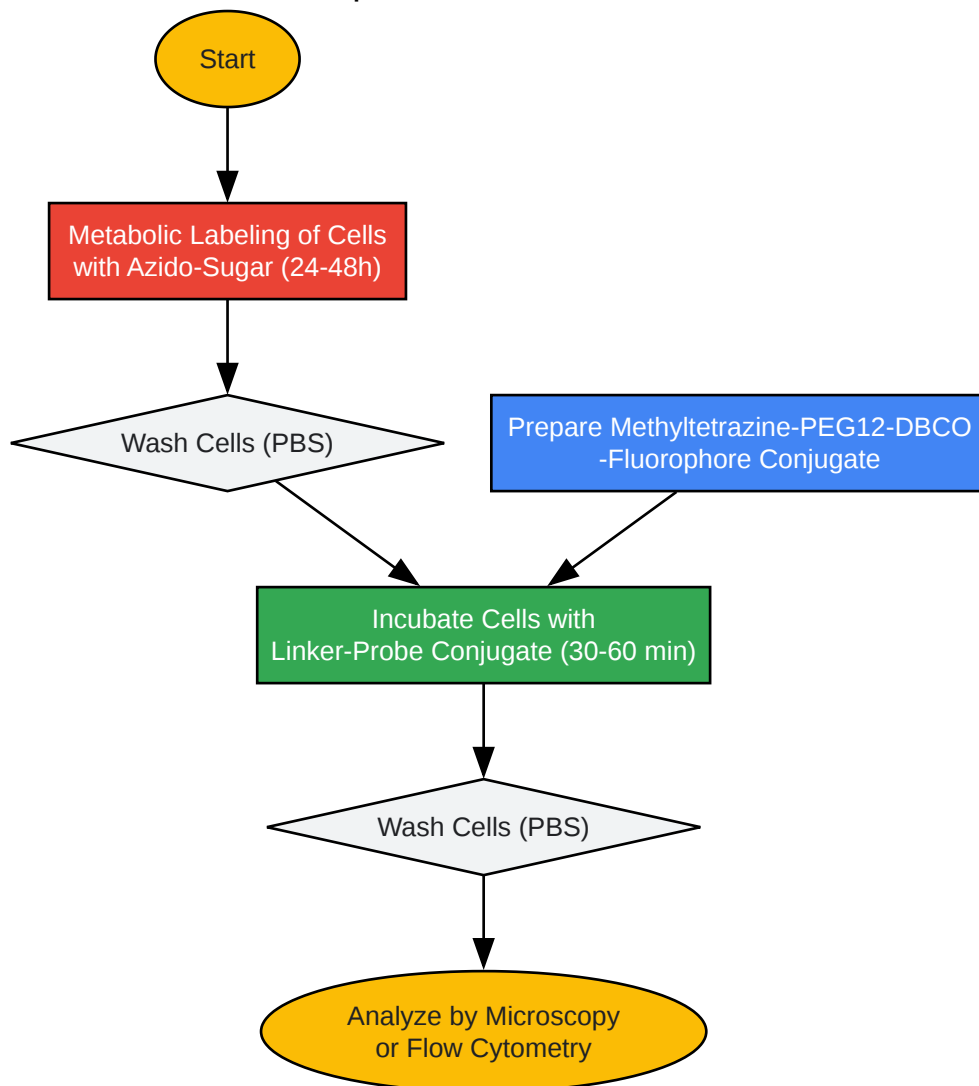 Start
Metabolic Labeling of Cells
with Azido-Sugar (24-48h)
Wash Cells (PBS)
Prepare Methyltetrazine-PEG12-DBCO
-Fluorophore Conjugate
Incubate Cells with
Linker-Probe Conjugate (30-60 min)
Wash Cells (PBS)
Analyze by Microscopy
or Flow Cytometry